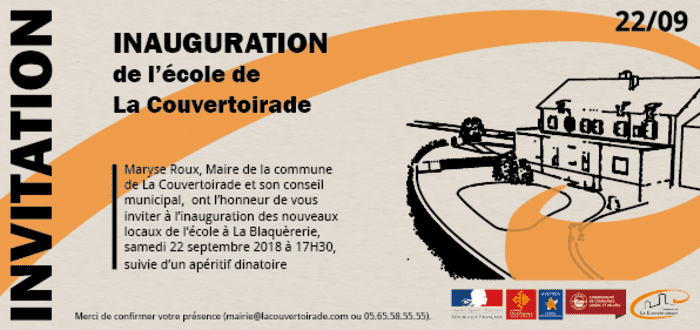 INVITATION
22/09
INAUGURATION
de l'école de
La Couvertoirade
Maryse Roux, Maire de la commune
de La Couvertoirade et son conseil
municipal, ont l'honneur de vous
inviter à l'inauguration des nouveaux
locaux de l'école à La Blaquèrerie,
samedi 22 septembre 2018 à 17H30,
suivie d'un apéritif dinatoire
Merci de confirmer votre présence (mairie@lacouvertoirade.com ou 05.65.58.55.55).
RÉPUBLIQUE FRANÇAISE
La Couvertoirade